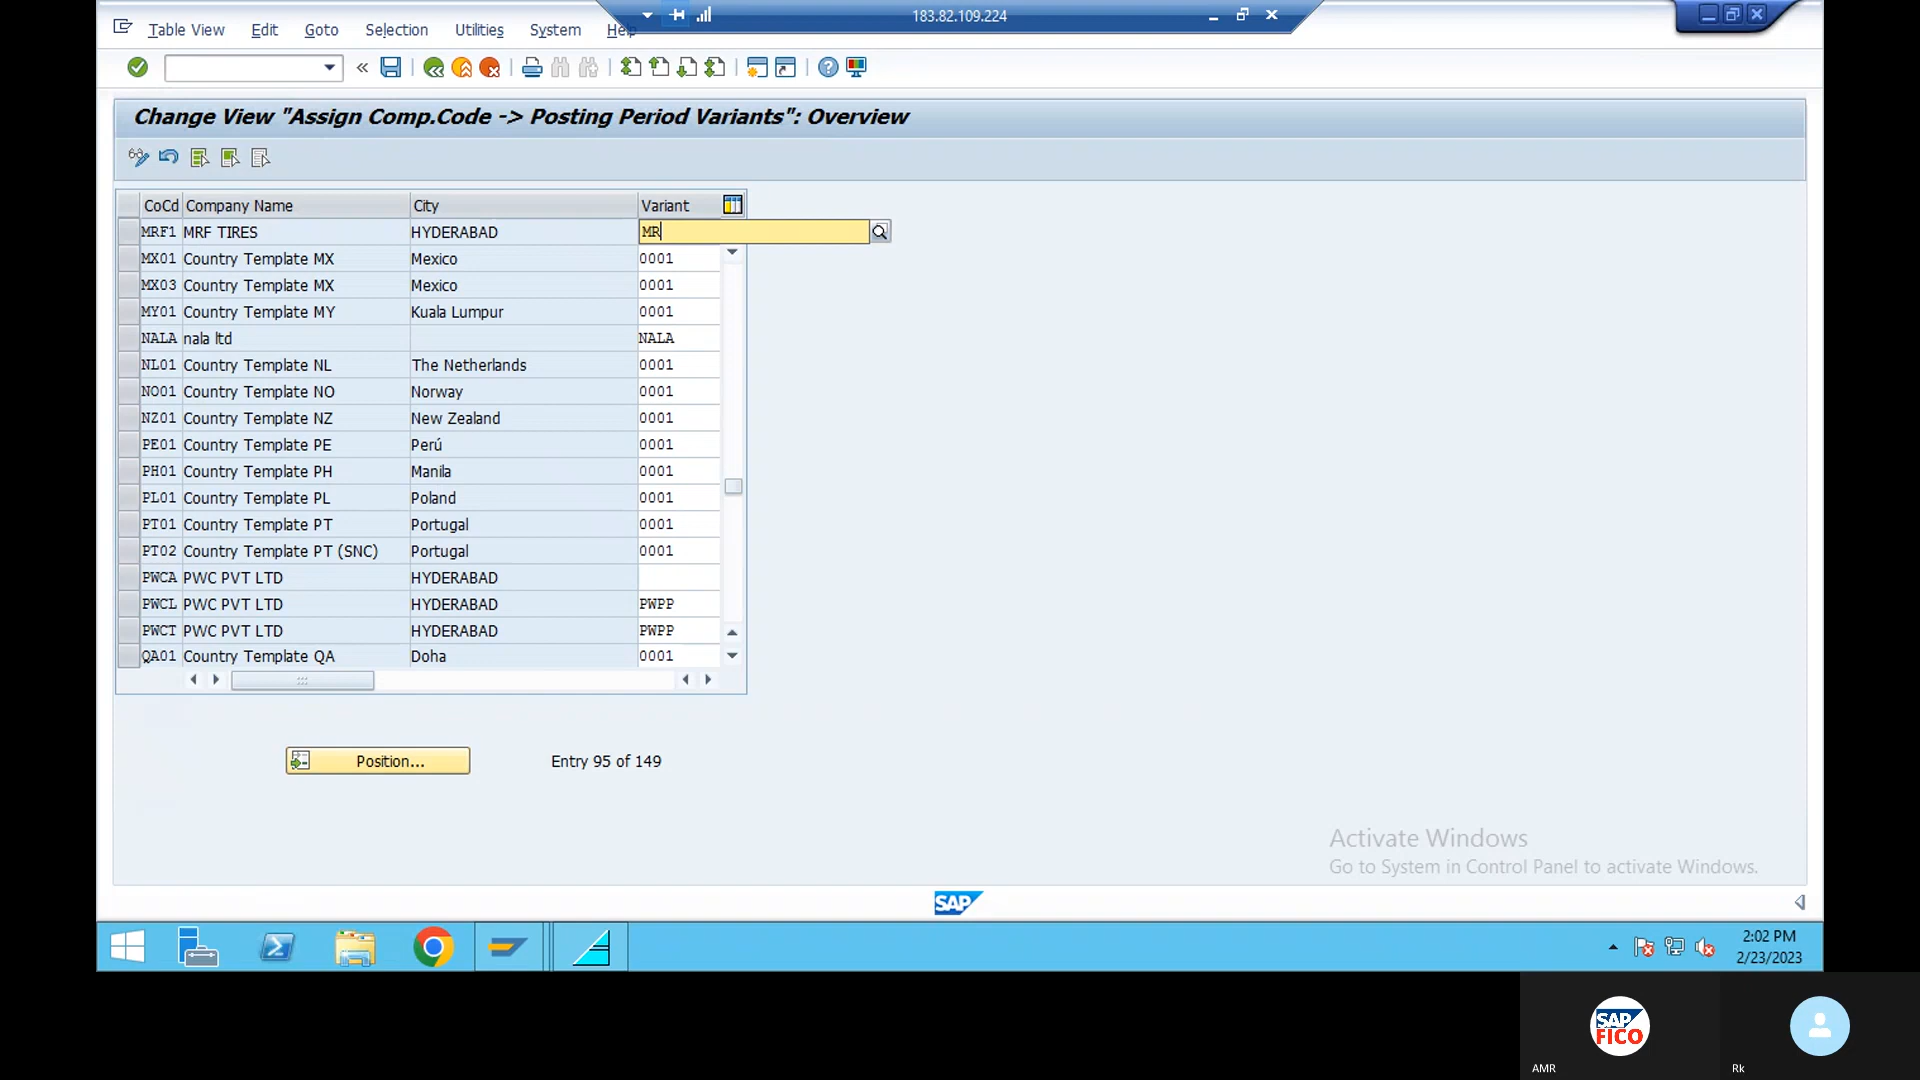 183.82.109.224
Table View Edit Goto Selection Utilities System Help
Change View "Assign Comp.Code -> Posting Period Variants": Overview
CoCd Company Name City Variant
MRF1 MRF TIRES HYDERABAD MR
MX01 Country Template MX Mexico 0001
MX03 Country Template MX Mexico 0001
MY01 Country Template MY Kuala Lumpur 0001
NALA nala ltd NALA
NL01 Country Template NL The Netherlands 0001
NO01 Country Template NO Norway 0001
NZ01 Country Template NZ New Zealand 0001
PE01 Country Template PE Perú 0001
PH01 Country Template PH Manila 0001
PL01 Country Template PL Poland 0001
PT01 Country Template PT Portugal 0001
PT02 Country Template PT (SNC) Portugal 0001
PWCA PWC PVT LTD HYDERABAD
PWCL PWC PVT LTD HYDERABAD PWPP
PWCT PWC PVT LTD HYDERABAD PWPP
QA01 Country Template QA Doha 0001
Position... Entry 95 of 149
Activate Windows
Go to System in Control Panel to activate Windows.
SAP
2:02 PM
2/23/2023
SAP
FICO
AMR Rk